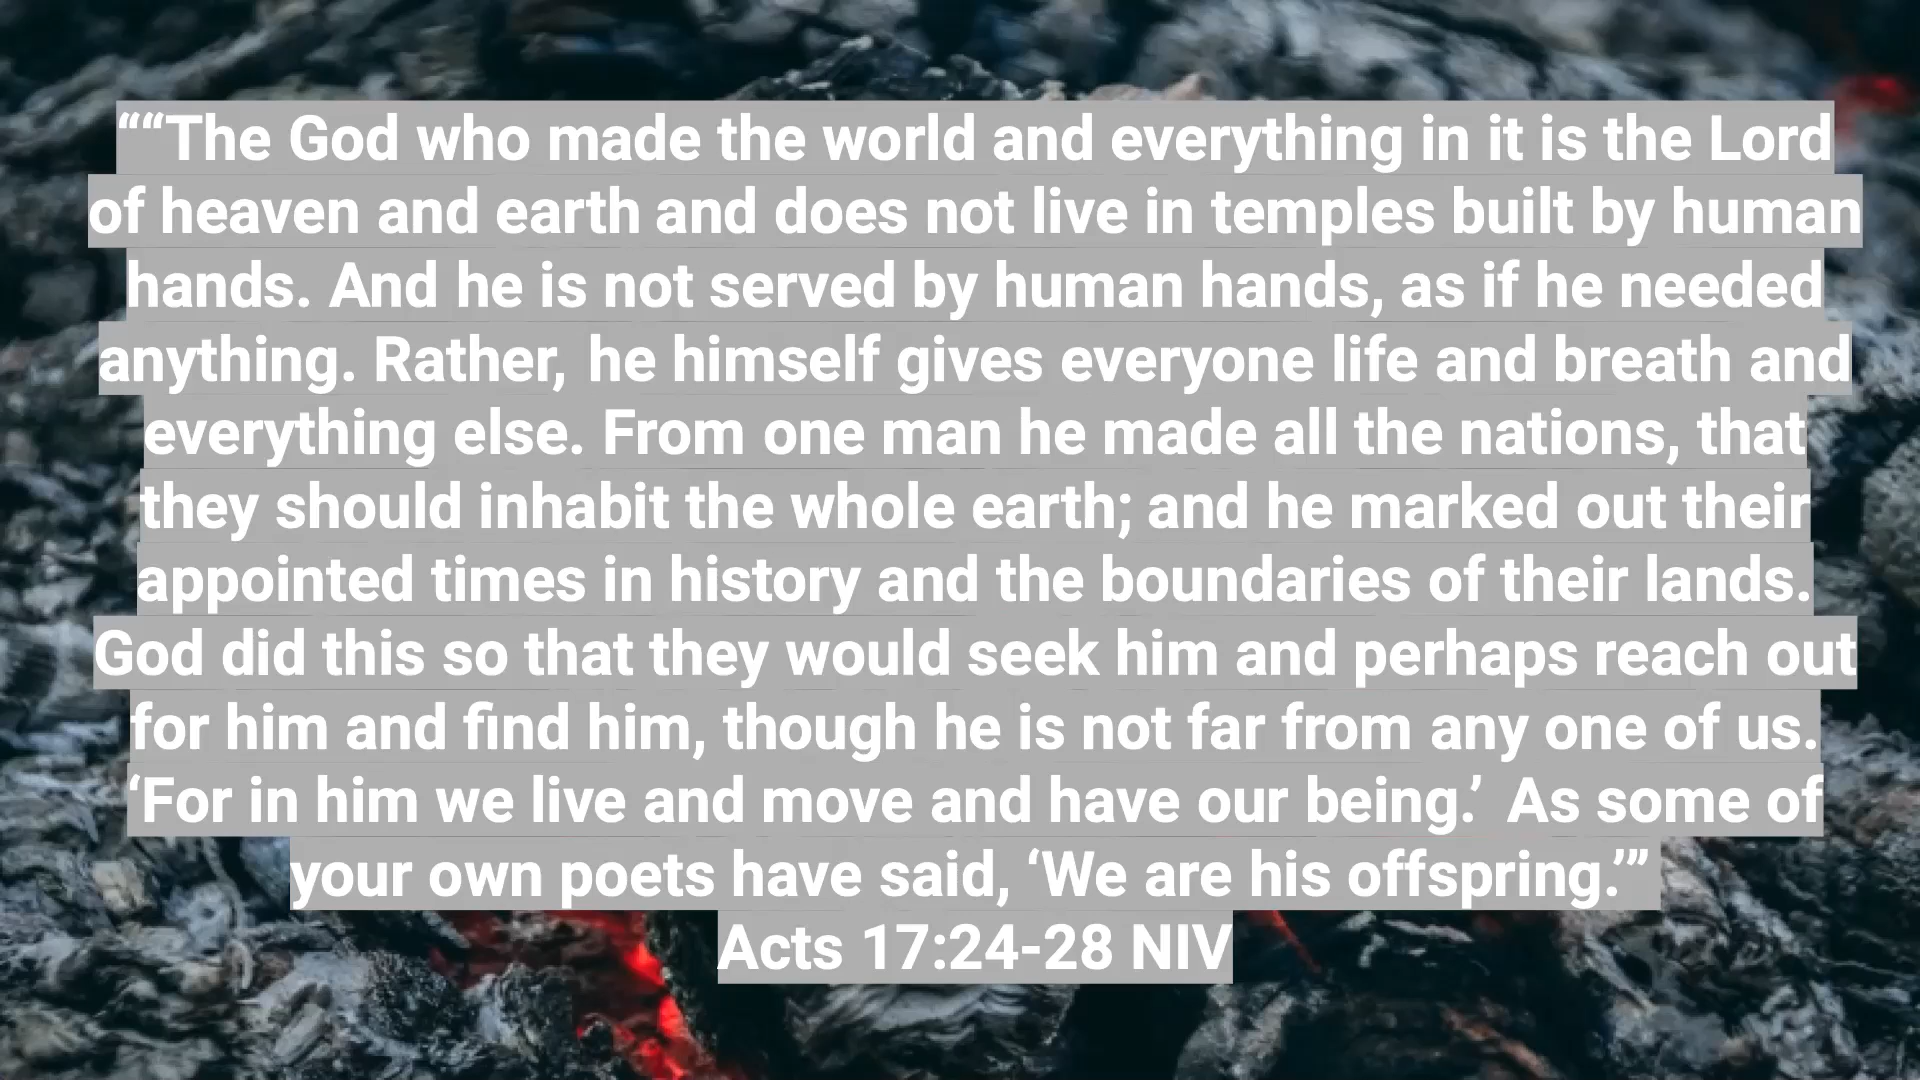 ““The God who made the world and everything in it is the Lord
of heaven and earth and does not live in temples built by human
hands. And he is not served by human hands, as if he needed
anything. Rather, he himself gives everyone life and breath and
everything else. From one man he made all the nations, that
they should inhabit the whole earth; and he marked out their
appointed times in history and the boundaries of their lands.
God did this so that they would seek him and perhaps reach out
for him and find him, though he is not far from any one of us.
‘For in him we live and move and have our being.’ As some of
your own poets have said, ‘We are his offspring.’”
Acts 17:24-28 NIV